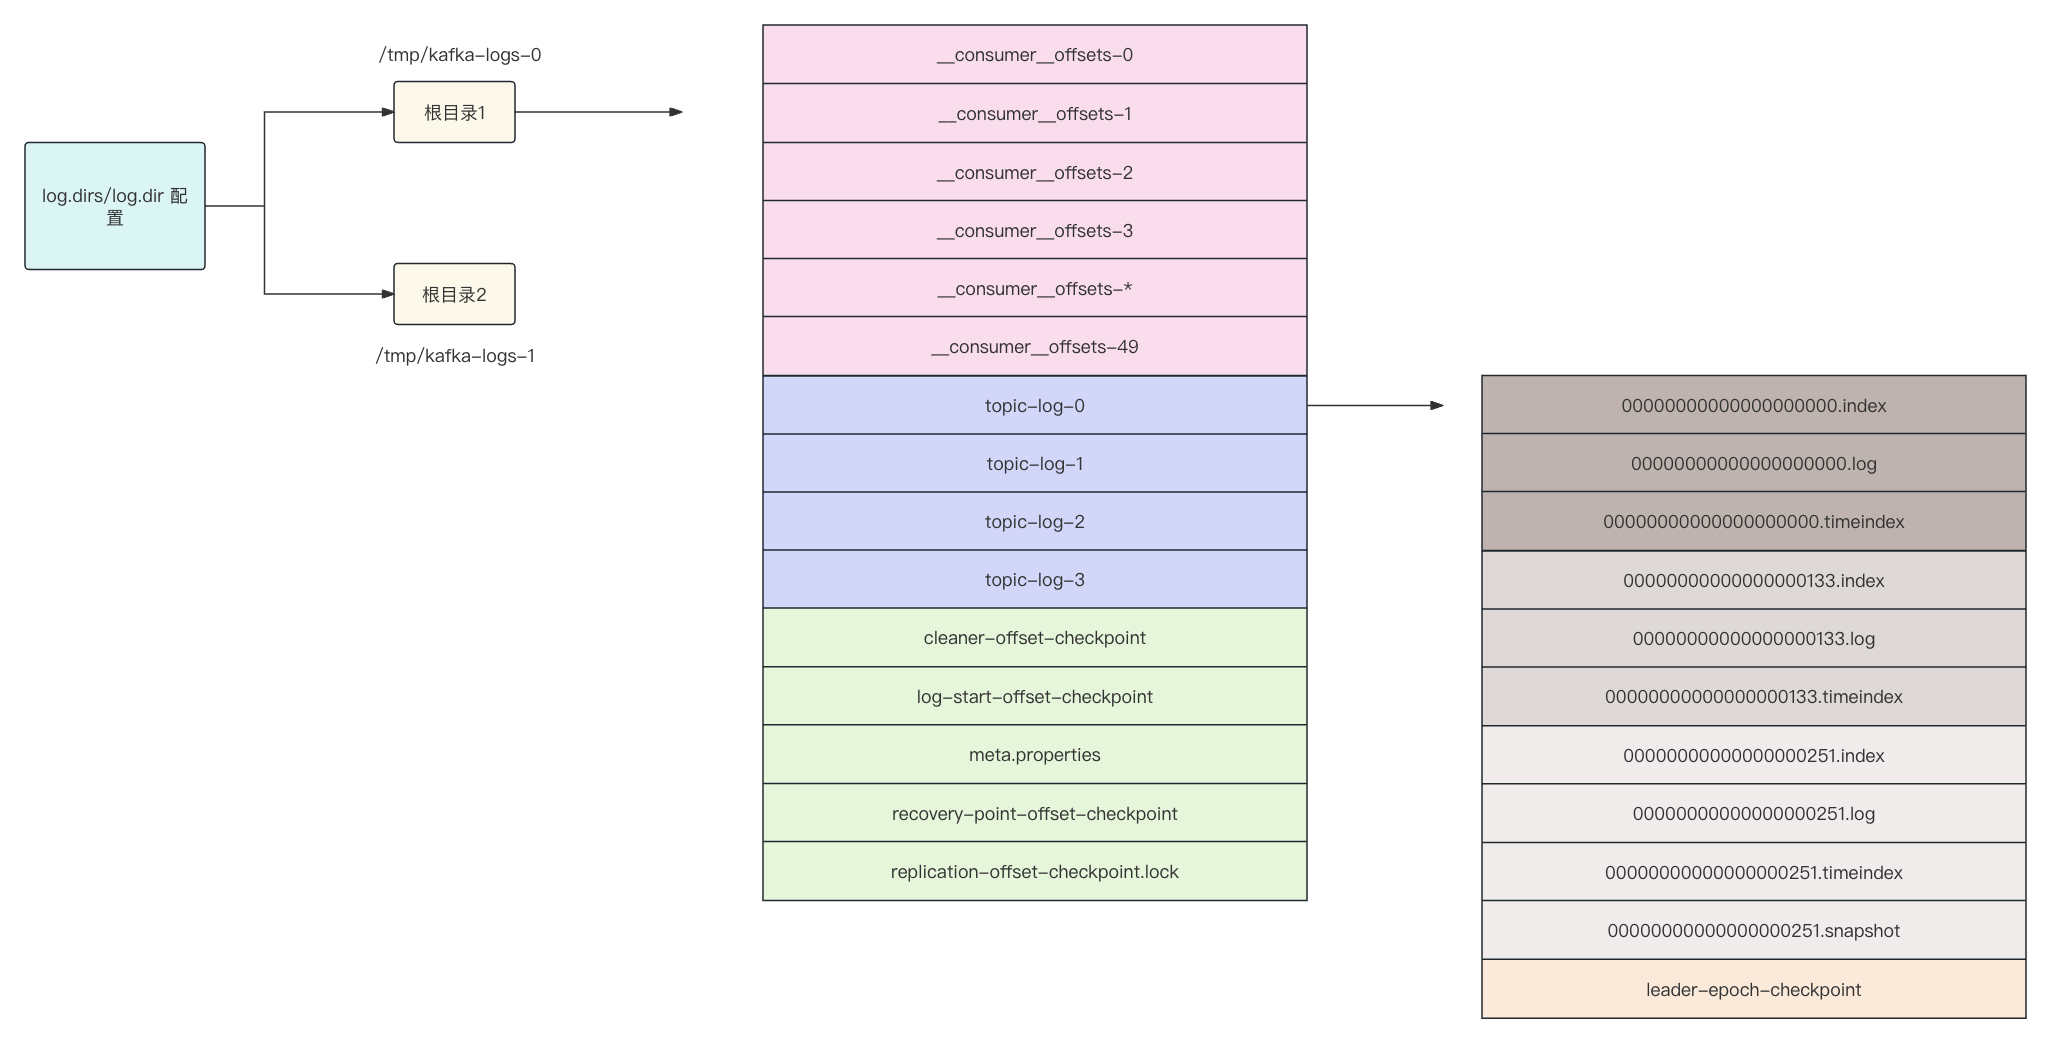 /tmp/kafka-logs-0
根目录1
log.dirs/log.dir 配
置
根目录2
/tmp/kafka-logs-1
__consumer__offsets-0
__consumer__offsets-1
__consumer__offsets-2
__consumer__offsets-3
__consumer__offsets-*
__consumer__offsets-49
topic-log-0
topic-log-1
topic-log-2
topic-log-3
cleaner-offset-checkpoint
log-start-offset-checkpoint
meta.properties
recovery-point-offset-checkpoint
replication-offset-checkpoint.lock
00000000000000000000.index
00000000000000000000.log
00000000000000000000.timeindex
00000000000000000133.index
00000000000000000133.log
00000000000000000133.timeindex
00000000000000000251.index
00000000000000000251.log
00000000000000000251.timeindex
00000000000000000251.snapshot
leader-epoch-checkpoint